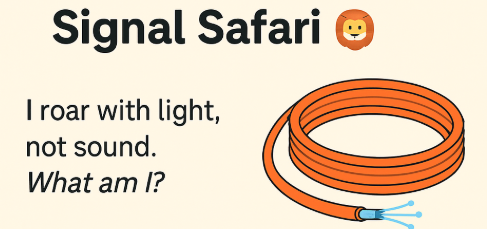 Signal Safari 🦁
I roar with light,
not sound.
What am I?